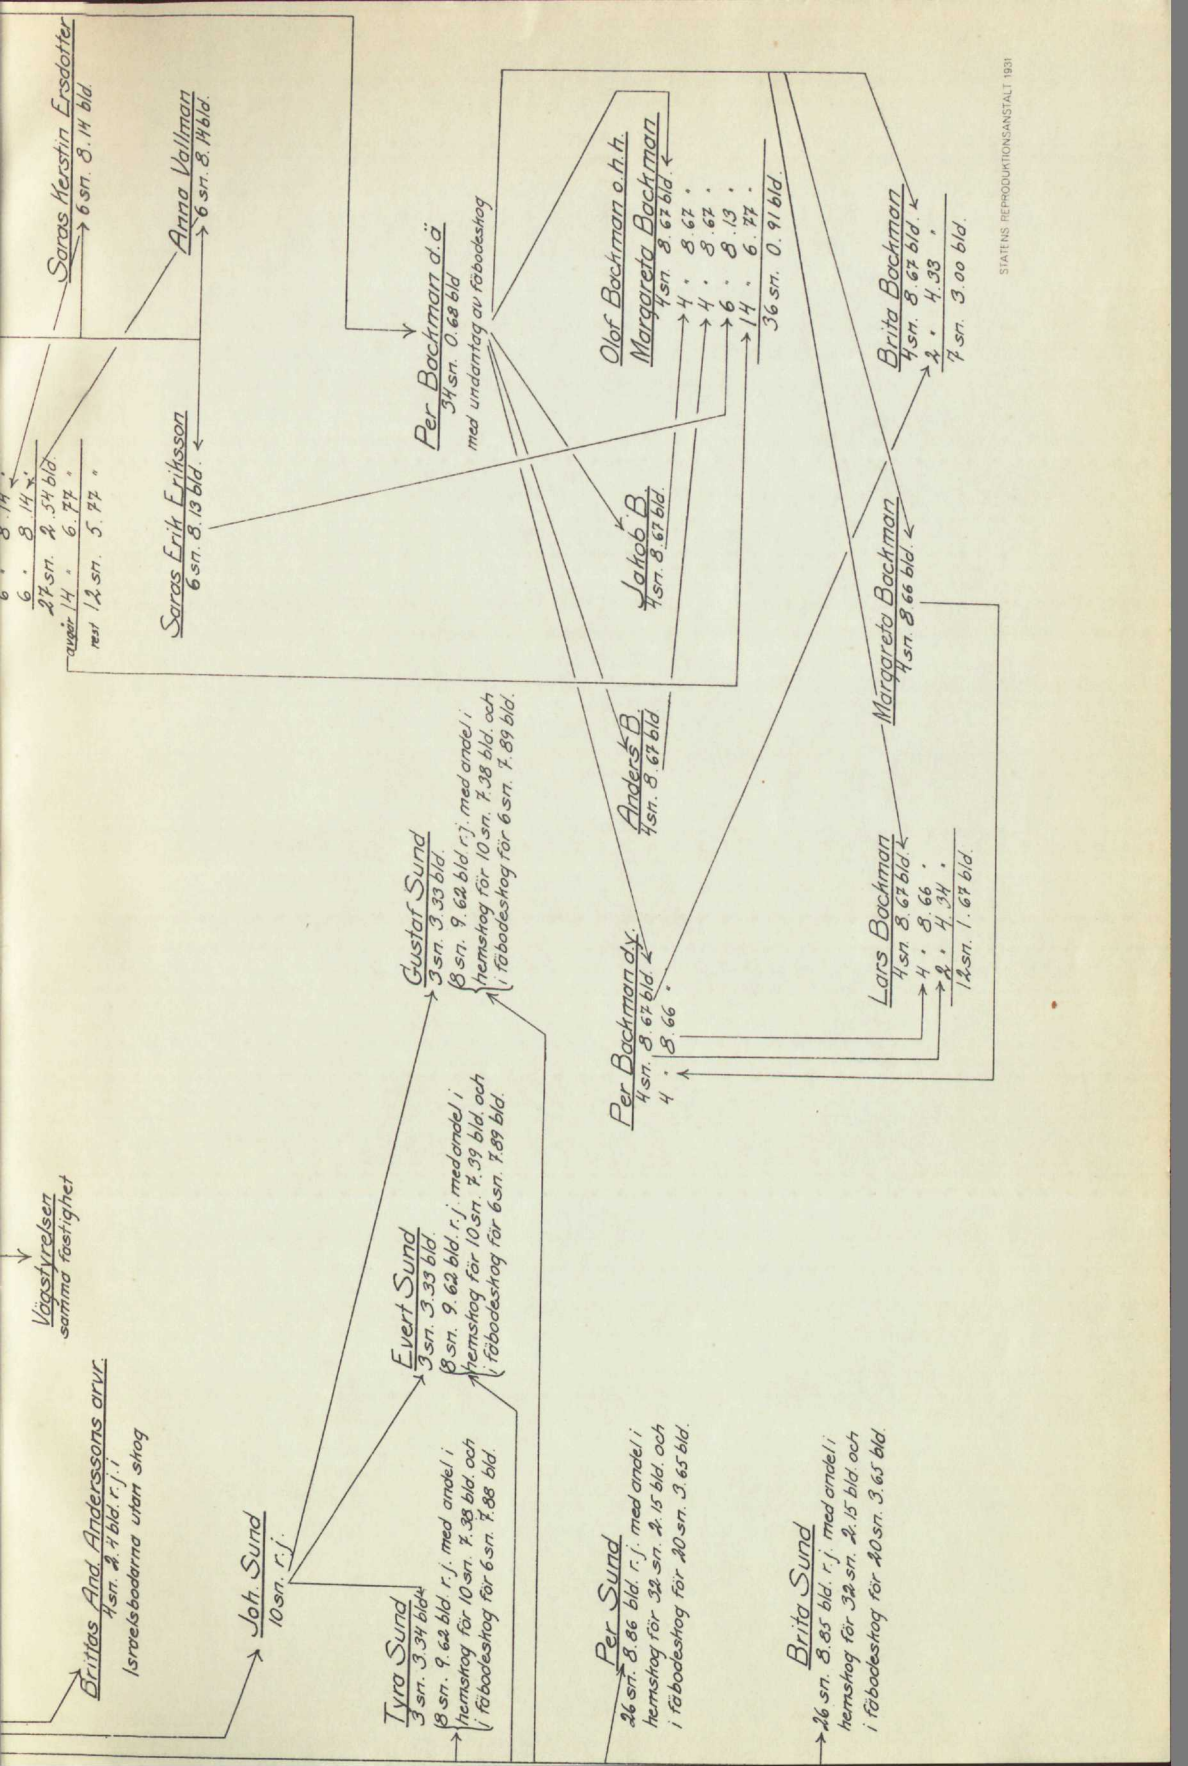 Saras Kerstin Ersdotter
6 sn. 8.14 bld.
Anna Vallman
6 sn. 8.14 bld.
6 · 8.14 ·
6 · 8.14 ·
27 sn. 2.54 bld.
avgår 14 · 6.77 "
rest 12 sn. 5.77 "
Saras Erik Eriksson
6 sn. 8.13 bld.
Per Backman d.ä
34 sn. 0.68 bld
med undantag av fäbodeskog
Olof Backman o.h.h.
Margareta Backman
4 sn. 8.67 bld.
4 · 8.67 ·
4 · 8.67 ·
6 · 8.13 ·
14 · 6.77 ·
36 sn. 0.91 bld.
Jakob B.
4 sn. 8.67 bld.
Anders B
4 sn. 8.67 bld
Per Backman d.y.
4 sn. 8.67 bld.
4 · 8.66 "
Brita Backman
4 sn. 8.67 bld.
2 · 4.33 "
7 sn. 3.00 bld.
Margareta Backman
4 sn. 8.66 bld.
Lars Backman
4 sn. 8.67 bld.
4 · 8.66 ·
2 · 4.34 ·
12 sn. 1.67 bld.
Vägstyrelsen
samma fastighet
Brittas And. Anderssons arvr.
4 sn. 2.4 bld. r.j. i
Israelsbodarna utan skog
Joh. Sund
10 sn. r.j.
Gustaf Sund
3 sn. 3.33 bld.
8 sn. 9.62 bld. r.j. med andel i
hemskog för 10 sn. 7.38 bld. och
i fäbodeskog för 6 sn. 7.89 bld.
Evert Sund
3 sn. 3.33 bld.
8 sn. 9.62 bld. r.j. med andel i
hemskog för 10 sn. 7.39 bld. och
i fäbodeskog för 6 sn. 7.89 bld.
Tyra Sund
3 sn. 3.34 bld
8 sn. 9.62 bld. r.j. med andel i
hemskog för 10 sn. 7.38 bld. och
i fäbodeskog för 6 sn. 7.88 bld.
Per Sund
26 sn. 8.86 bld. r.j. med andel i
hemskog för 32 sn. 2.15 bld. och
i fäbodeskog för 20 sn. 3.65 bld.
Brita Sund
26 sn. 8.85 bld. r.j. med andel i
hemskog för 32 sn. 2.15 bld. och
i fäbodeskog för 20 sn. 3.65 bld.
STATENS REPRODUKTIONSANSTALT 1931